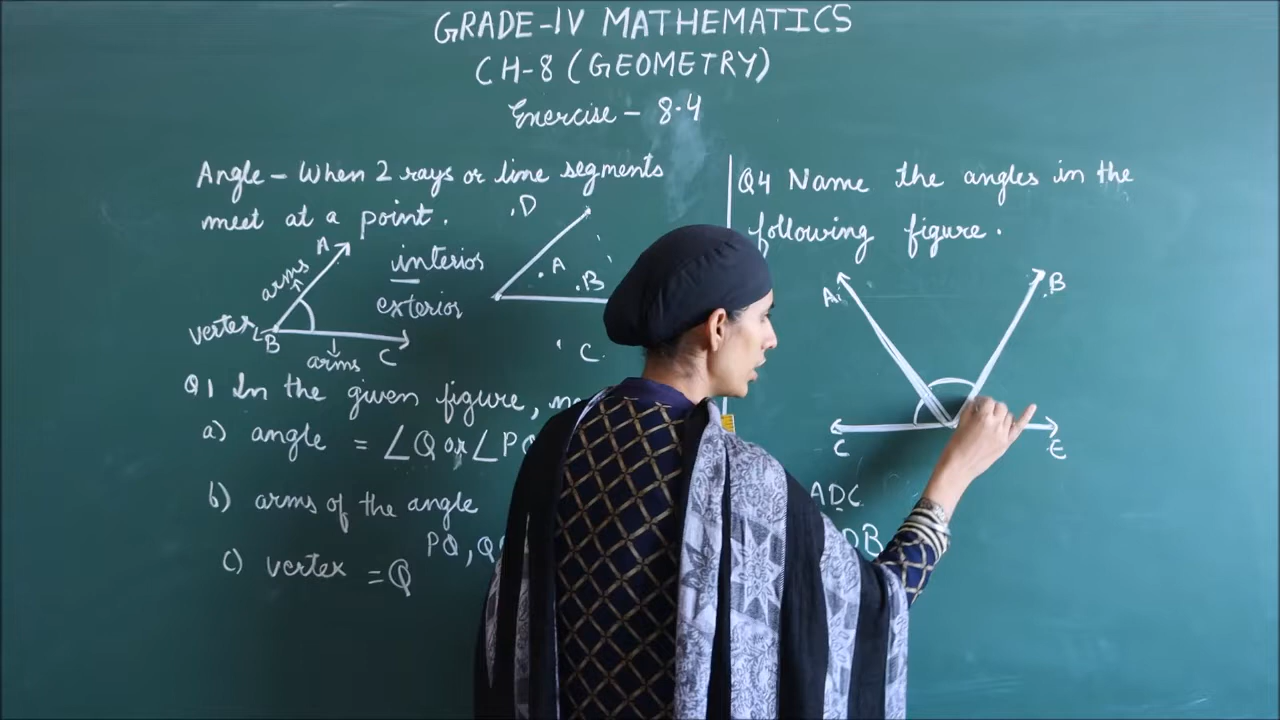 GRADE-IV MATHEMATICS
CH-8 (GEOMETRY)
Exercise - 8.4
Angle - When 2 rays or line segments
meet at a point.
A
arms
vertex
B
arms
C
interior
exterior
.D
.A
.B
. C
Q1 In the given figure,
a) angle = ∠Q or ∠PQ
b) arms of the angle
PQ,
c) vertex = Q
Q4 Name the angles in the
following figure.
A
B
C
E
ADC
DB